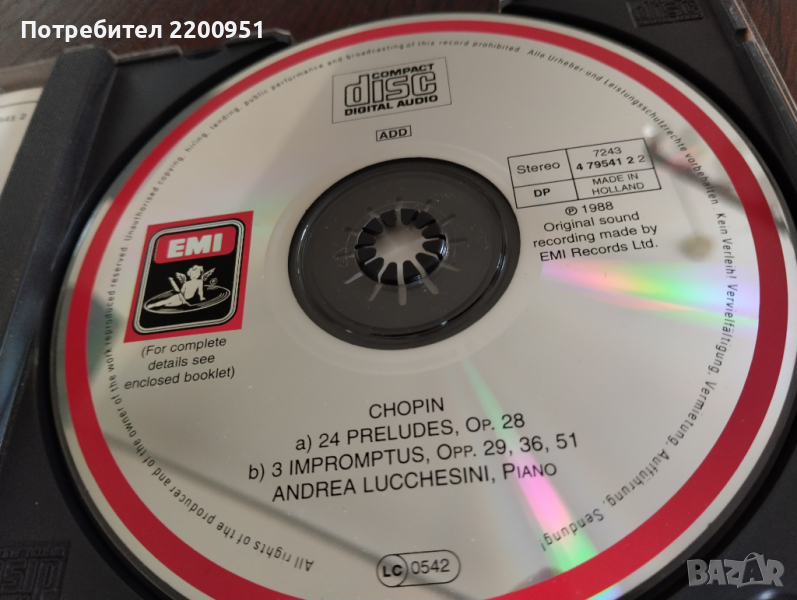 Потребител 2200951
COMPACT
disc
DIGITAL AUDIO
ADD
Stereo
7243
4 79541 2 2
DP
MADE IN
HOLLAND
℗ 1988
Original sound
recording made by
EMI Records Ltd.
EMI
(For complete
details see
enclosed booklet)
CHOPIN
a) 24 PRELUDES, OP. 28
b) 3 IMPROMPTUS, OPP. 29, 36, 51
ANDREA LUCCHESINI, PIANO
LC 0542
All rights of the producer and of the owner of the work reproduced reserved. Unauthorised copying, hiring, lending, public performance and broadcasting of this record prohibited. Alle Urheber und Leistungsschutzrechte vorbehalten. Kein Verleih! Vervielfältigung, Vermietung, Aufführung, Sendung!
BAZAR